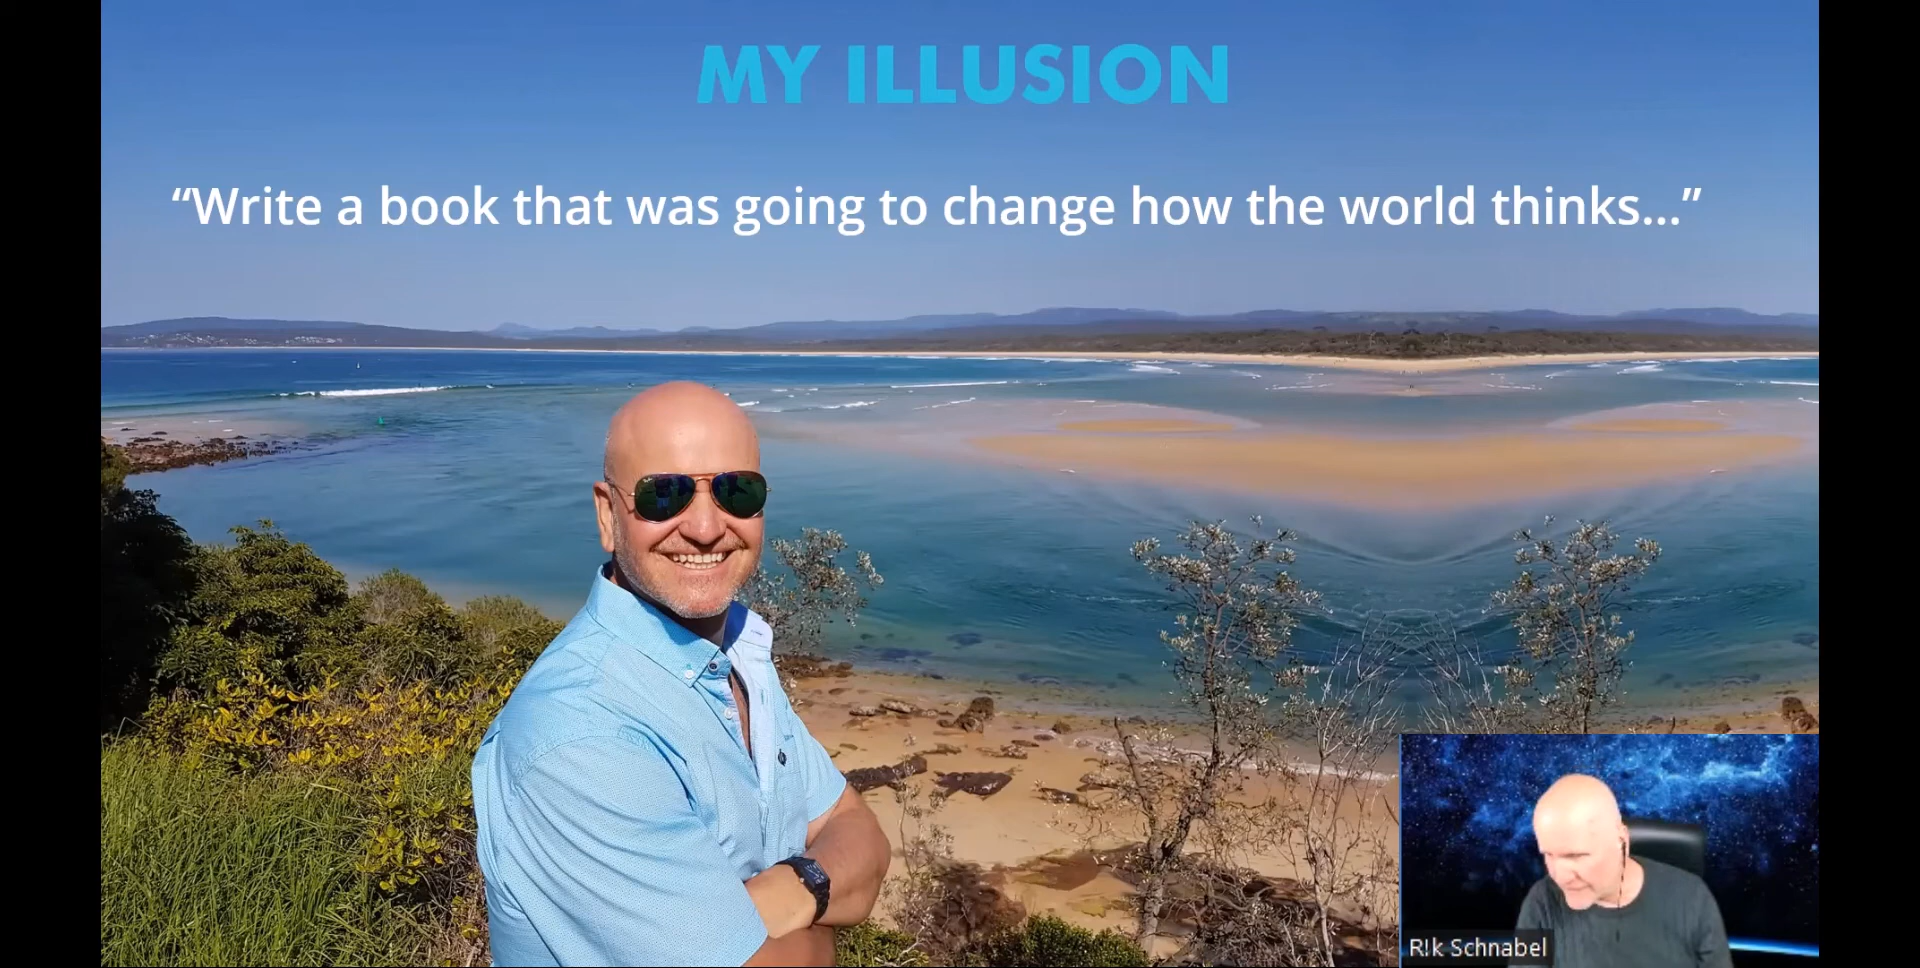 MY ILLUSION
“Write a book that was going to change how the world thinks...”
R!k Schnabel